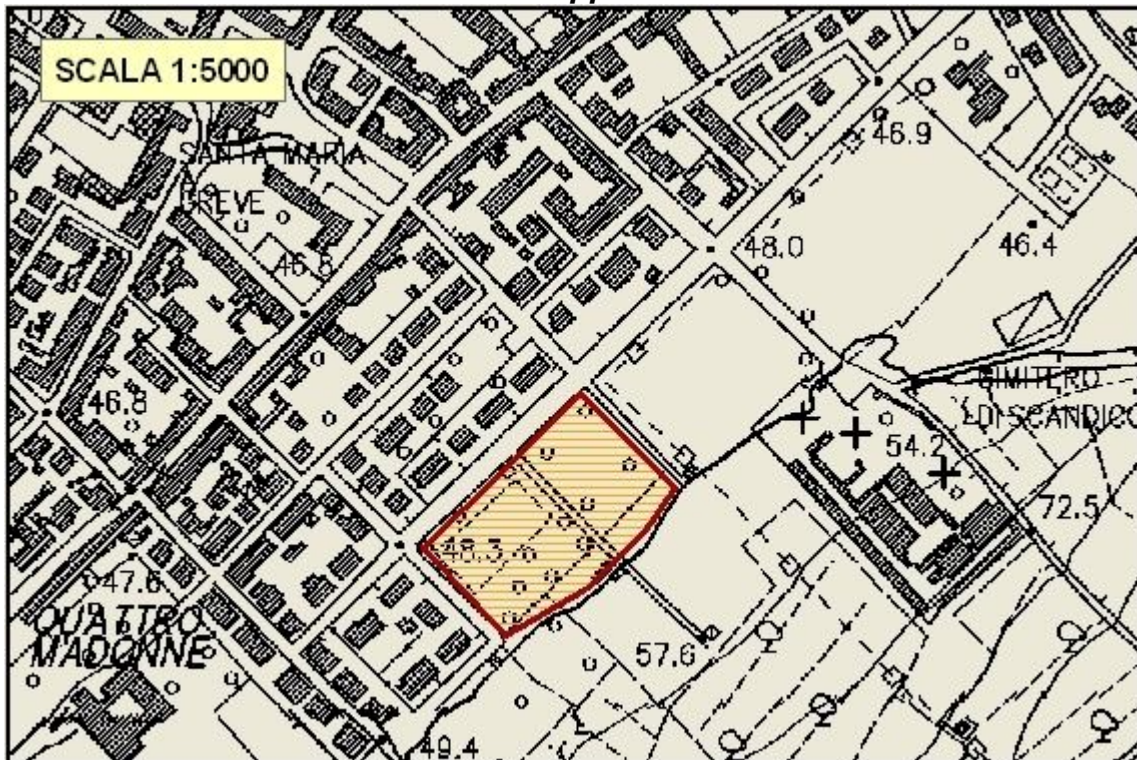 SCALA 1:5000
SANTA MARIA
A
GREVE
46.9
48.0
46.4
46.8
46.8
CIMITERO
DI SCANDICC
54.2
72.5
48.3
47.6
QUATTRO
MADONNE
57.6
49.4